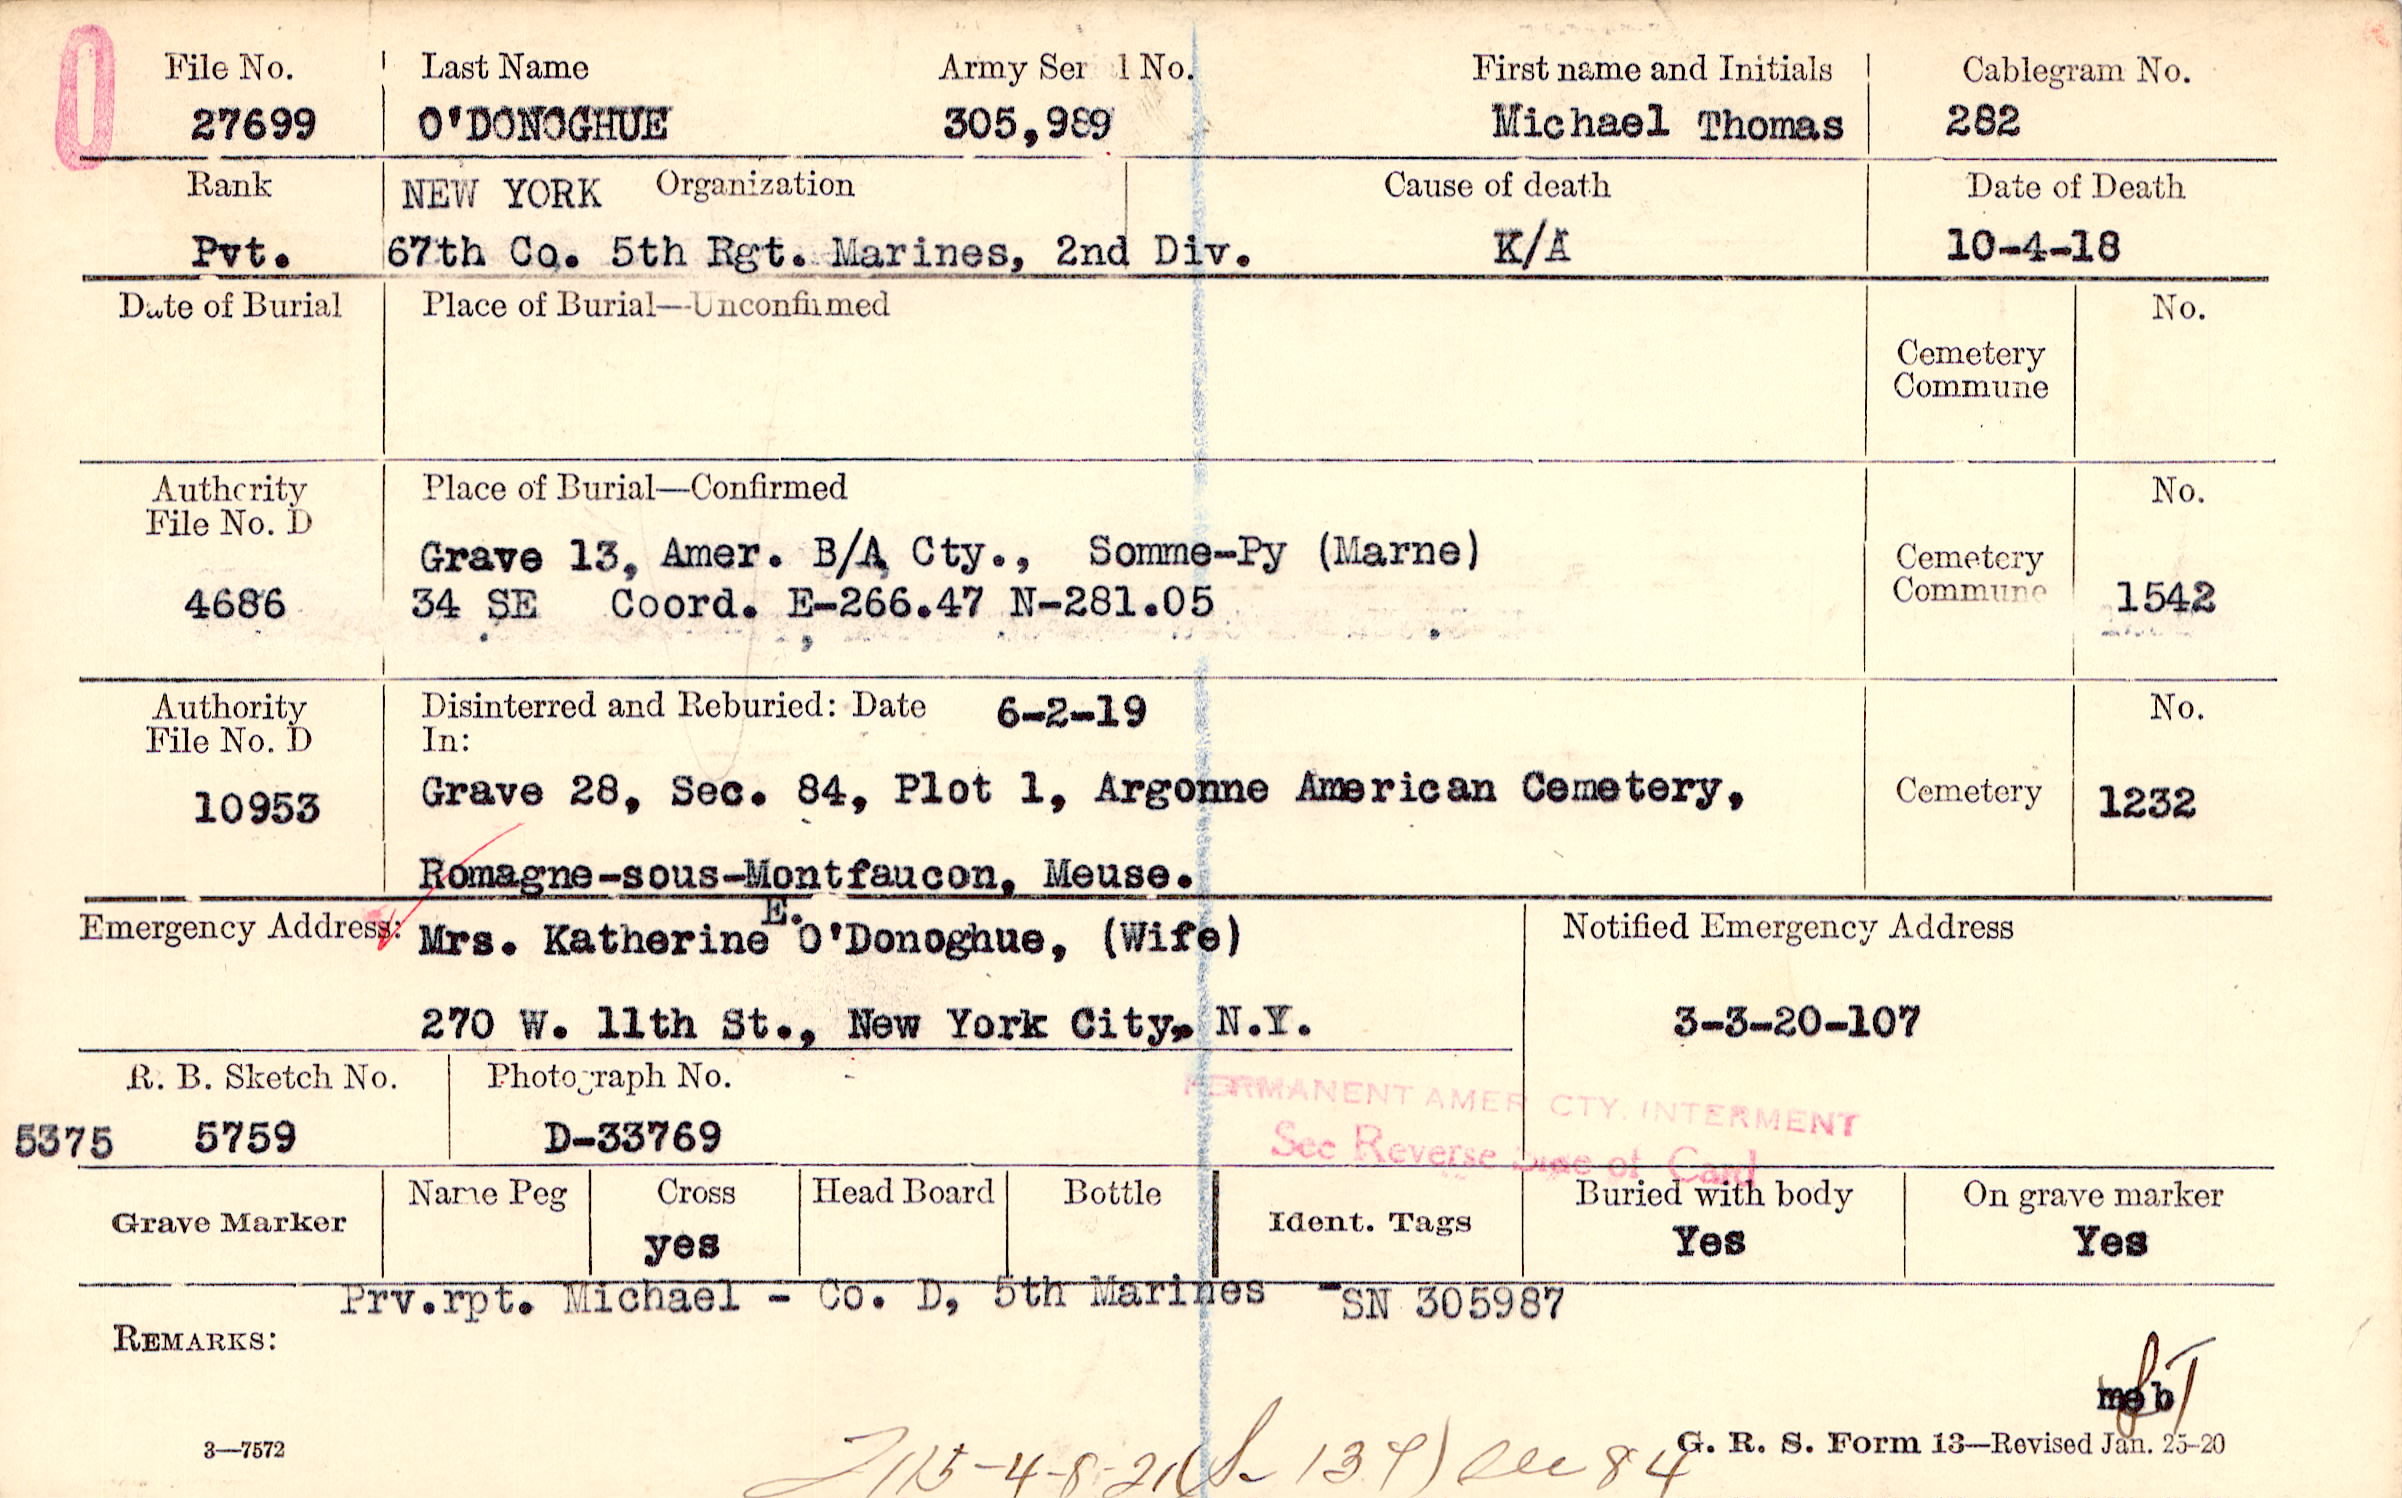 0
File No. Last Name Army Ser l No. First name and Initials Cablegram No.
27699 O'DONOGHUE 305,989 Michael Thomas 282
Rank NEW YORK Organization Cause of death Date of Death
Pvt. 67th Co. 5th Rgt. Marines, 2nd Div. K/A 10-4-18
Date of Burial Place of Burial—Unconfirmed No.
Cemetery
Commune
Authority Place of Burial—Confirmed No.
File No. D
Grave 13, Amer. B/A Cty., Somme-Py (Marne) Cemetery
4686 34 SE Coord. E-266.47 N-281.05 Commune 1542
Authority Disinterred and Reburied: Date 6-2-19 No.
File No. D In:
10953 Grave 28, Sec. 84, Plot 1, Argonne American Cemetery, Cemetery 1232
Romagne-sous-Montfaucon, Meuse.
Emergency Address: Mrs. Katherine E. O'Donoghue, (Wife) Notified Emergency Address
270 W. 11th St., New York City, N.Y. 3-3-20-107
R. B. Sketch No. Photograph No.
PERMANENT AMER CTY. INTERMENT
5375 5759 D-33769
See Reverse Side of Card
Name Peg Cross Head Board Bottle Buried with body On grave marker
Grave Marker Ident. Tags
yes Yes Yes
Prv.rpt. Michael - Co. D, 5th Marines -SN 305987
REMARKS:
meb
3—7572 G. R. S. Form 13—Revised Jan. 25-20
-4-8-21 84